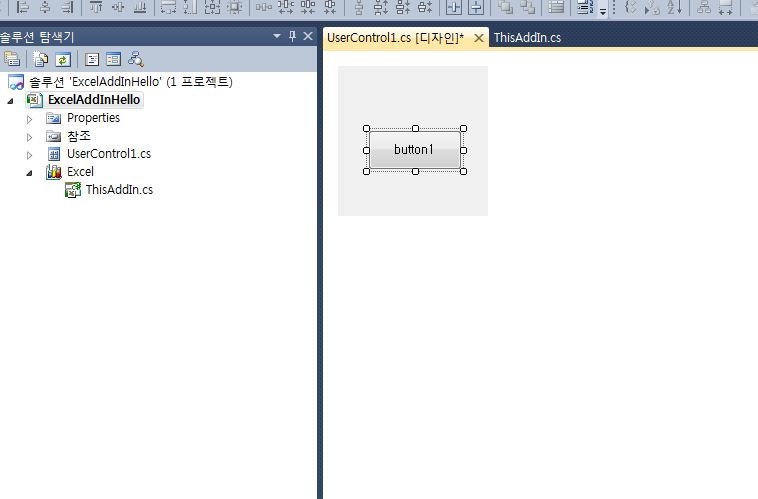 솔루션 탐색기
솔루션 'ExcelAddInHello' (1 프로젝트)
ExcelAddInHello
Properties
참조
UserControl1.cs
Excel
ThisAddIn.cs
UserControl1.cs [디자인]*
ThisAddIn.cs
button1